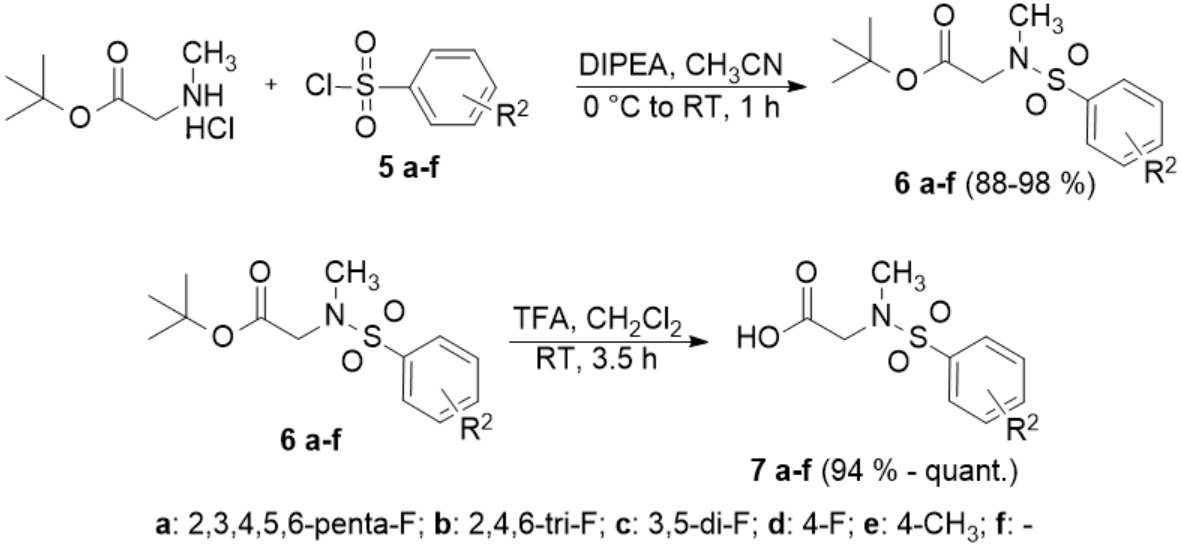 O CH₃ O O CH₃
O NH HCl + Cl S O O R² DIPEA, CH₃CN O N S O O R²
0 °C to RT, 1 h
5 a-f
6 a-f (88-98 %)
O CH₃ O CH₃
O N S O O R² TFA, CH₂Cl₂ HO N S O O R²
RT, 3.5 h
6 a-f
7 a-f (94 % - quant.)
a: 2,3,4,5,6-penta-F; b: 2,4,6-tri-F; c: 3,5-di-F; d: 4-F; e: 4-CH₃; f: -